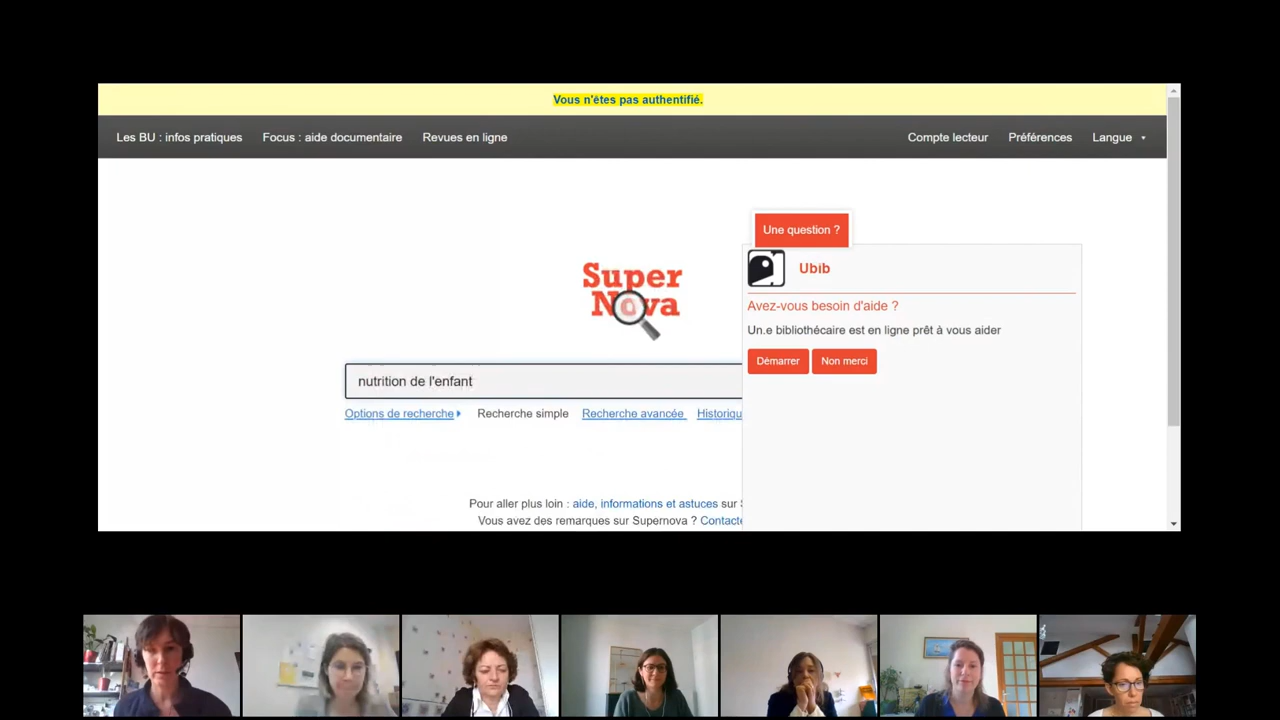 Vous n'êtes pas authentifié.
Les BU : infos pratiques Focus : aide documentaire Revues en ligne Compte lecteur Préférences Langue
Une question ?
Super
Nova
Ubib
Avez-vous besoin d'aide ?
Un.e bibliothécaire est en ligne prêt à vous aider
Démarrer Non merci
nutrition de l'enfant
Options de recherche Recherche simple Recherche avancée Historiqu
Pour aller plus loin : aide, informations et astuces sur
Vous avez des remarques sur Supernova ? Contacte